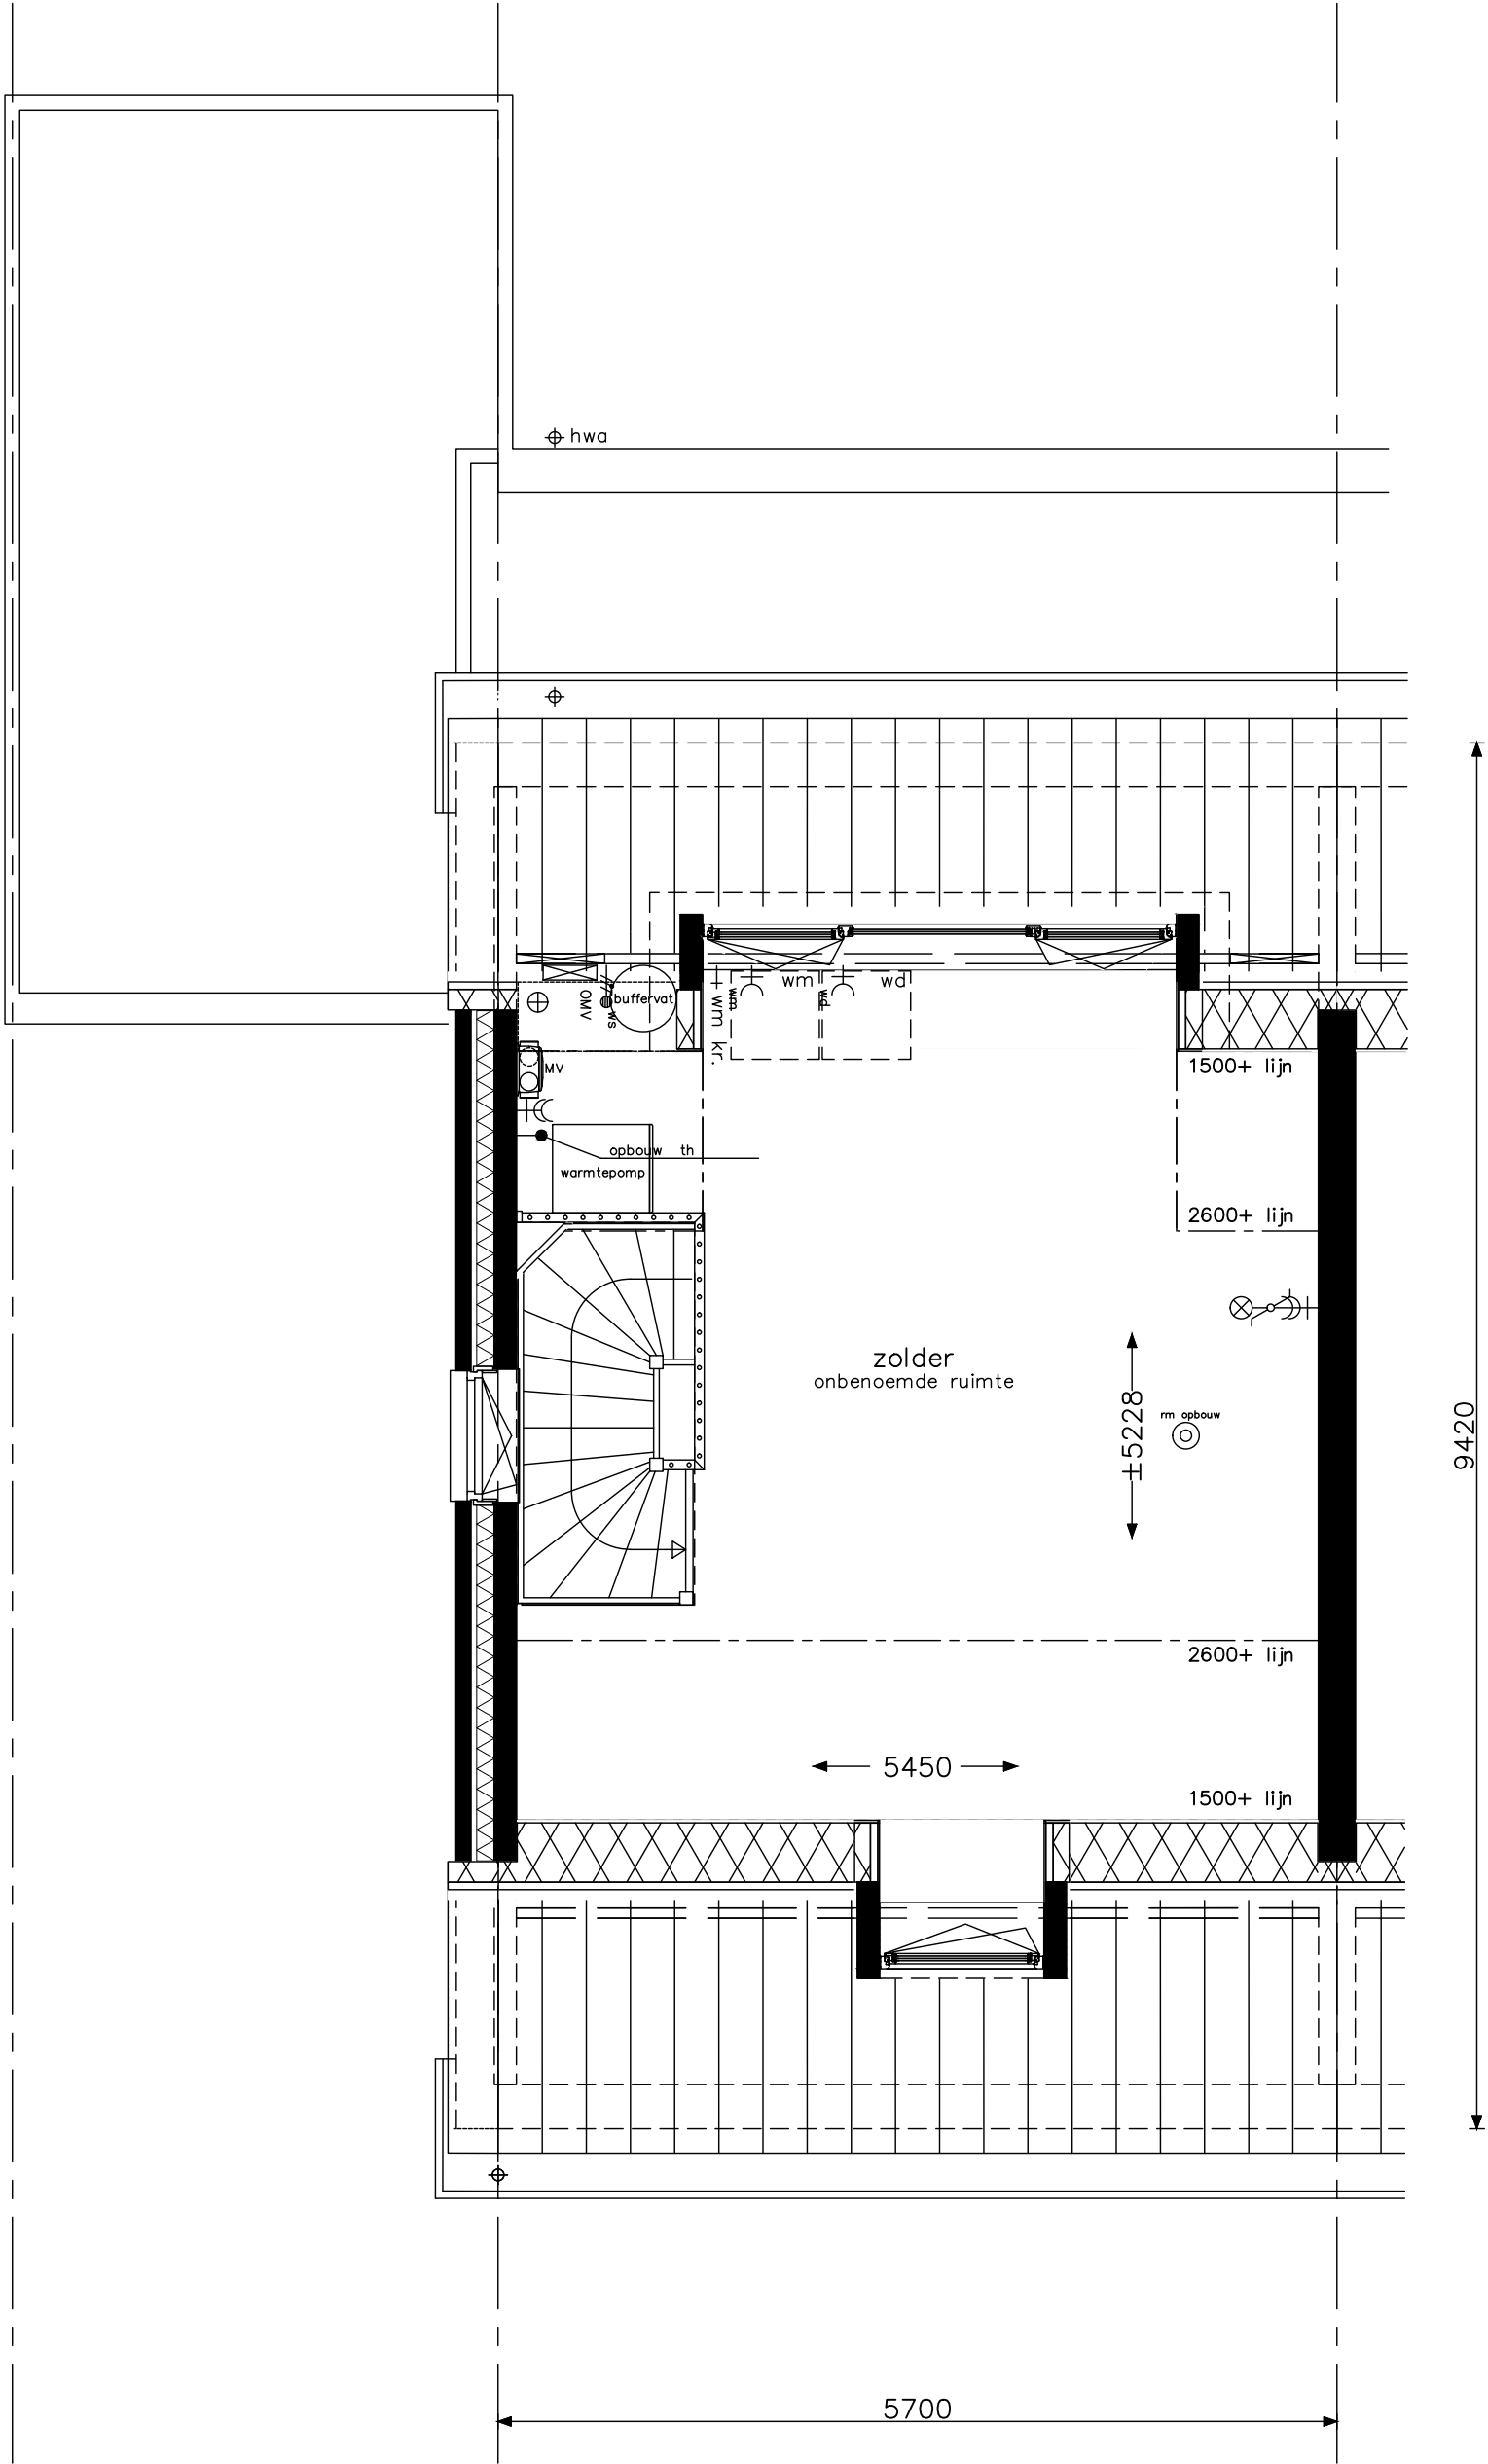 hwa
buffervat
OMV
ws
+wm kr.
wm
wm
wd
wd
MV
1500+ lijn
opbouw th
warmtepomp
2600+ lijn
zolder
onbenoemde ruimte
±5228
rm opbouw
9420
2600+ lijn
5450
1500+ lijn
5700